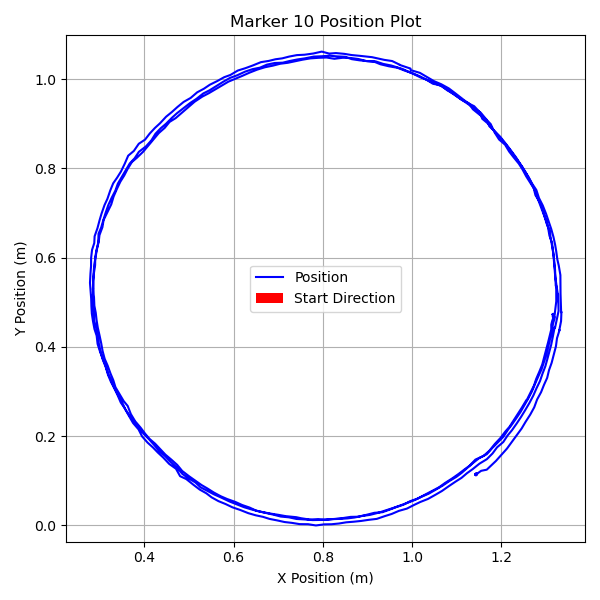 Marker 10 Position Plot
Y Position (m)
1.0
0.8
0.6
0.4
0.2
0.0
Position
Start Direction
0.4 0.6 0.8 1.0 1.2
X Position (m)